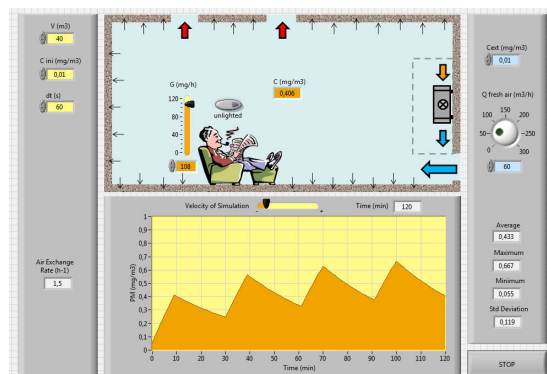 V (m3)
40
C ini (mg/m3)
0,01
dt (s)
60
Air Exchange
Rate (h-1)
1,5
G (mg/h)
120
80
40
0
108
unlighted
C (mg/m3)
0,406
Velocity of Simulation
-
+
Time (min)
120
PM (mg/m3)
1
0,9
0,8
0,7
0,6
0,5
0,4
0,3
0,2
0,1
0
0 10 20 30 40 50 60 70 80 90 100 110 120
Time (min)
Cext (mg/m3)
0,01
Q fresh air (m3/h)
100 150 200
50 250
0 300
60
Average
0,433
Maximum
0,667
Minimum
0,055
Std Deviation
0,119
STOP